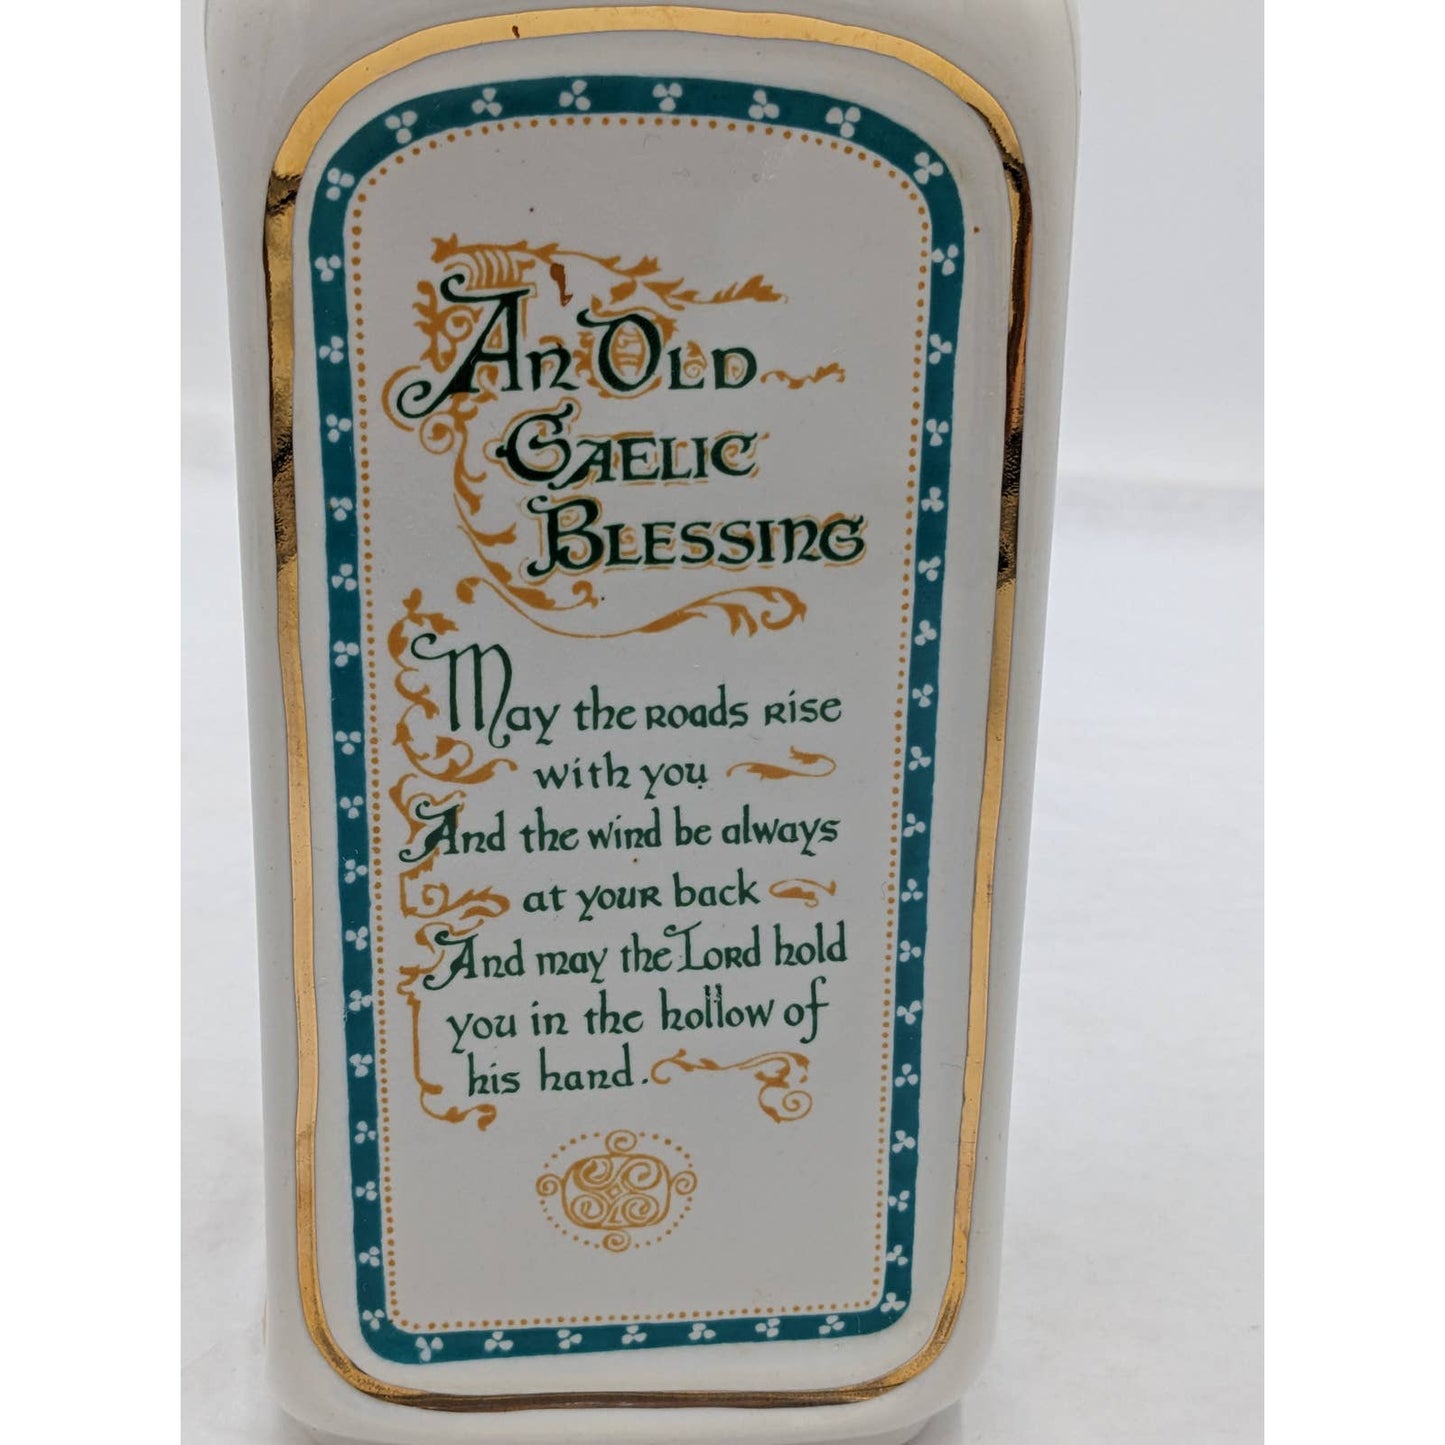 An Old
Gaelic
Blessing
May the roads rise
with you
And the wind be always
at your back
And may the Lord hold
you in the hollow of
his hand.